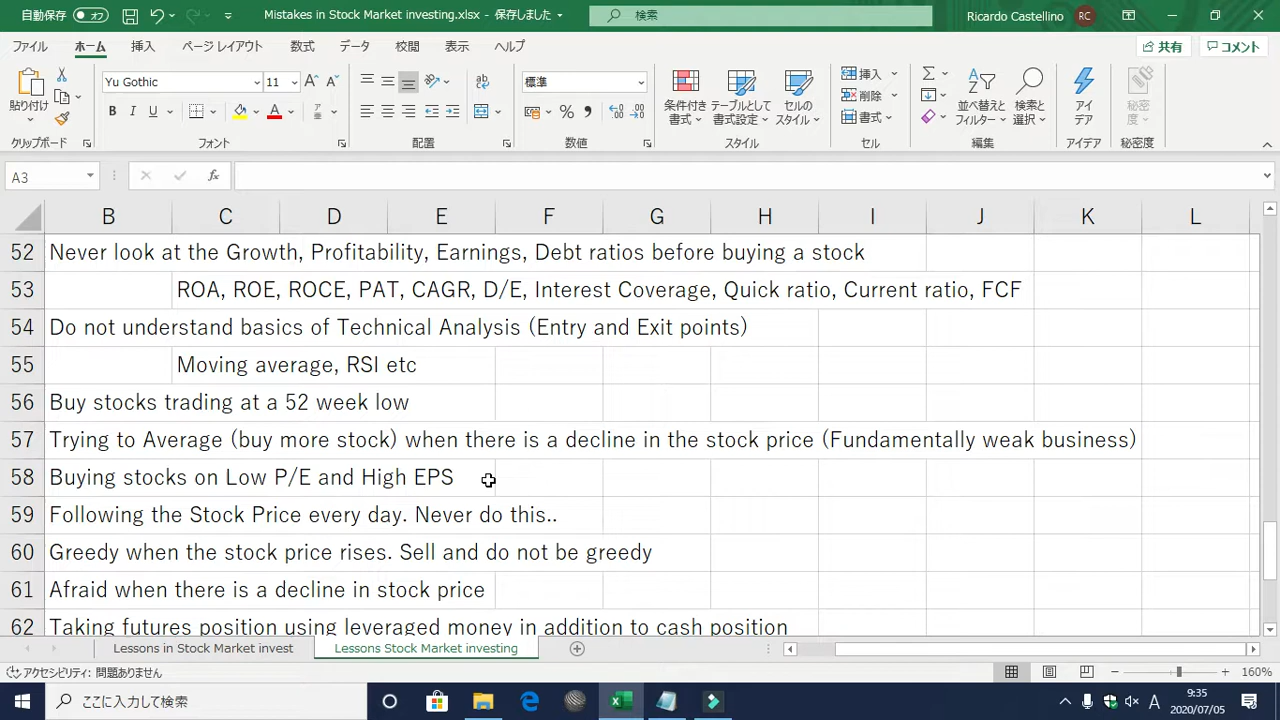 自動保存 オフ Mistakes in Stock Market investing.xlsx - 保存しました 検索 Ricardo Castellino RC
ファイル ホーム 挿入 ページ レイアウト 数式 データ 校閲 表示 ヘルプ 共有 コメント
貼り付け Yu Gothic 11 標準 条件付き書式 テーブルとして書式設定 セルのスタイル 挿入 削除 書式 並べ替えとフィルター 検索と選択 アイデア 秘密度
B I U A % ,
クリップボード フォント 配置 数値 スタイル セル 編集 アイデア 秘密度
A3 fx
B C D E F G H I J K L
52 Never look at the Growth, Profitability, Earnings, Debt ratios before buying a stock
53 ROA, ROE, ROCE, PAT, CAGR, D/E, Interest Coverage, Quick ratio, Current ratio, FCF
54 Do not understand basics of Technical Analysis (Entry and Exit points)
55 Moving average, RSI etc
56 Buy stocks trading at a 52 week low
57 Trying to Average (buy more stock) when there is a decline in the stock price (Fundamentally weak business)
58 Buying stocks on Low P/E and High EPS
59 Following the Stock Price every day. Never do this..
60 Greedy when the stock price rises. Sell and do not be greedy
61 Afraid when there is a decline in stock price
62 Taking futures position using leveraged money in addition to cash position
Lessons in Stock Market invest Lessons Stock Market investing
アクセシビリティ: 問題ありません 160%
ここに入力して検索 A 9:35
2020/07/05